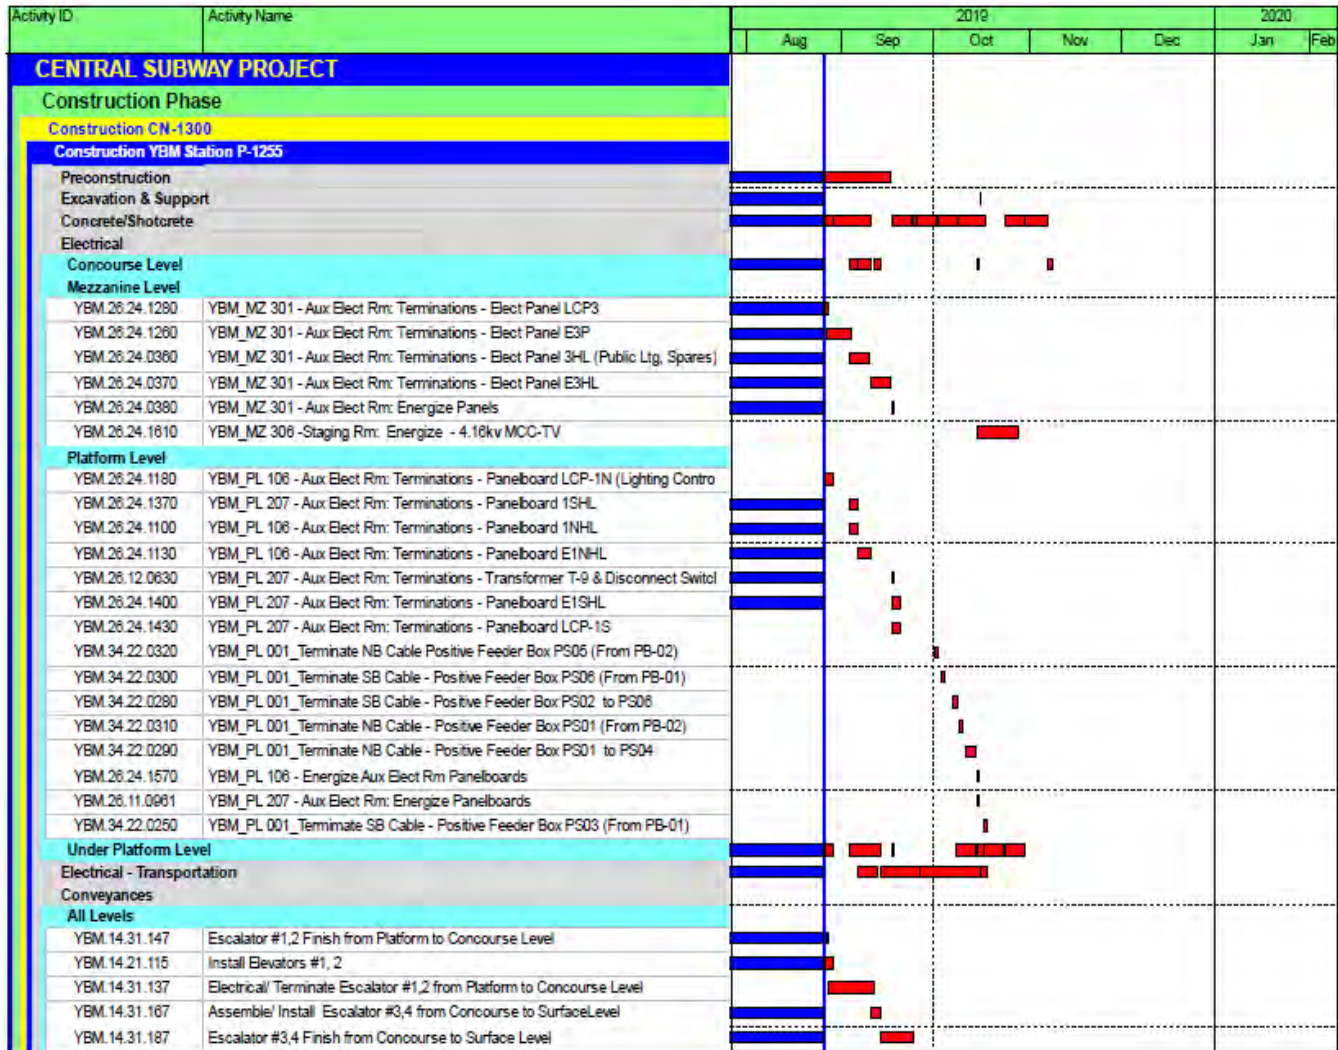 Activity ID Activity Name 2019 2020
Aug Sep Oct Nov Dec Jan Feb
CENTRAL SUBWAY PROJECT
Construction Phase
Construction CN-1300
Construction YBM Station P-1255
Preconstruction
Excavation & Support
Concrete/Shotcrete
Electrical
Concourse Level
Mezzanine Level
YBM.26.24.1280 YBM_MZ 301 - Aux Elect Rm: Terminations - Elect Panel LCP3
YBM.26.24.1260 YBM_MZ 301 - Aux Elect Rm: Terminations - Elect Panel E3P
YBM.26.24.0360 YBM_MZ 301 - Aux Elect Rm: Terminations - Elect Panel 3HL (Public Ltg, Spares)
YBM.26.24.0370 YBM_MZ 301 - Aux Elect Rm: Terminations - Elect Panel E3HL
YBM.26.24.0380 YBM_MZ 301 - Aux Elect Rm: Energize Panels
YBM.26.24.1610 YBM_MZ 306 -Staging Rm: Energize - 4.16kv MCC-TV
Platform Level
YBM.26.24.1180 YBM_PL 106 - Aux Elect Rm: Terminations - Panelboard LCP-1N (Lighting Contro
YBM.26.24.1370 YBM_PL 207 - Aux Elect Rm: Terminations - Panelboard 1SHL
YBM.26.24.1100 YBM_PL 106 - Aux Elect Rm: Terminations - Panelboard 1NHL
YBM.26.24.1130 YBM_PL 106 - Aux Elect Rm: Terminations - Panelboard E1NHL
YBM.26.12.0630 YBM_PL 207 - Aux Elect Rm: Terminations - Transformer T-9 & Disconnect Switcl
YBM.26.24.1400 YBM_PL 207 - Aux Elect Rm: Terminations - Panelboard E1SHL
YBM.26.24.1430 YBM_PL 207 - Aux Elect Rm: Terminations - Panelboard LCP-1S
YBM.34.22.0320 YBM_PL 001_Terminate NB Cable Positive Feeder Box PS05 (From PB-02)
YBM.34.22.0300 YBM_PL 001_Terminate SB Cable - Positive Feeder Box PS06 (From PB-01)
YBM.34.22.0280 YBM_PL 001_Terminate SB Cable - Positive Feeder Box PS02 to PS06
YBM.34.22.0310 YBM_PL 001_Terminate NB Cable - Positive Feeder Box PS01 (From PB-02)
YBM.34.22.0290 YBM_PL 001_Terminate NB Cable - Positive Feeder Box PS01 to PS04
YBM.26.24.1570 YBM_PL 106 - Energize Aux Elect Rm Panelboards
YBM.26.11.0961 YBM_PL 207 - Aux Elect Rm: Energize Panelboards
YBM.34.22.0250 YBM_PL 001_Termimate SB Cable - Positive Feeder Box PS03 (From PB-01)
Under Platform Level
Electrical - Transportation
Conveyances
All Levels
YBM.14.31.147 Escalator #1,2 Finish from Platform to Concourse Level
YBM.14.21.115 Install Elevators #1, 2
YBM.14.31.137 Electrical/ Terminate Escalator #1,2 from Platform to Concourse Level
YBM.14.31.167 Assemble/ Install Escalator #3,4 from Concourse to SurfaceLevel
YBM.14.31.187 Escalator #3,4 Finish from Concourse to Surface Level